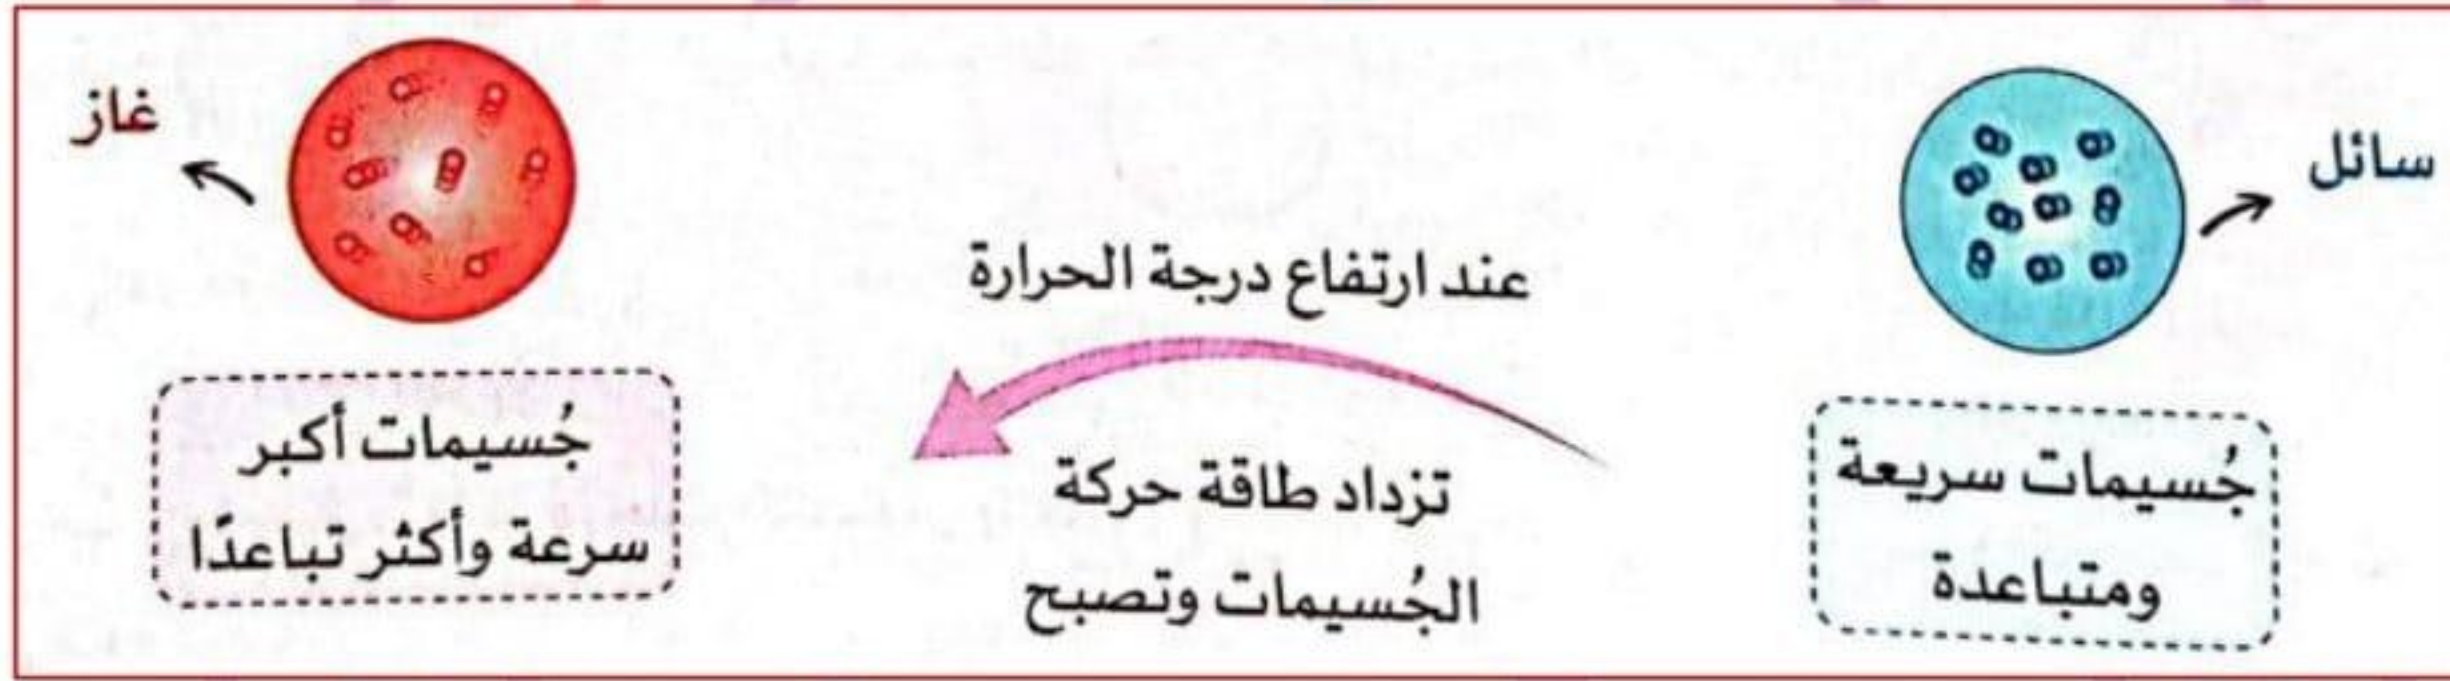 سائل
جُسيمات سريعة
ومتباعدة
عند ارتفاع درجة الحرارة
تزداد طاقة حركة
الجُسيمات وتصبح
غاز
جُسيمات أكبر
سرعة وأكثر تباعدًا